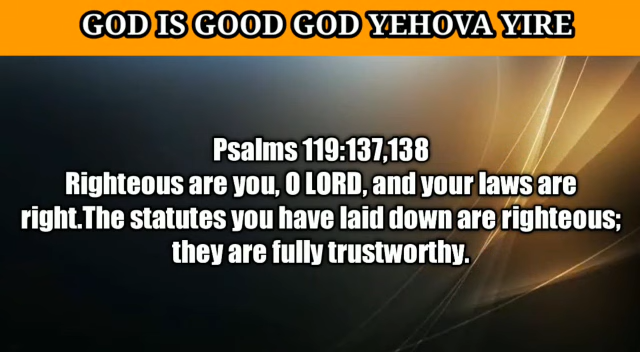 GOD IS GOOD GOD YEHOVA YIRE
Psalms 119:137,138
Righteous are you, O LORD, and your laws are
right.The statutes you have laid down are righteous;
they are fully trustworthy.